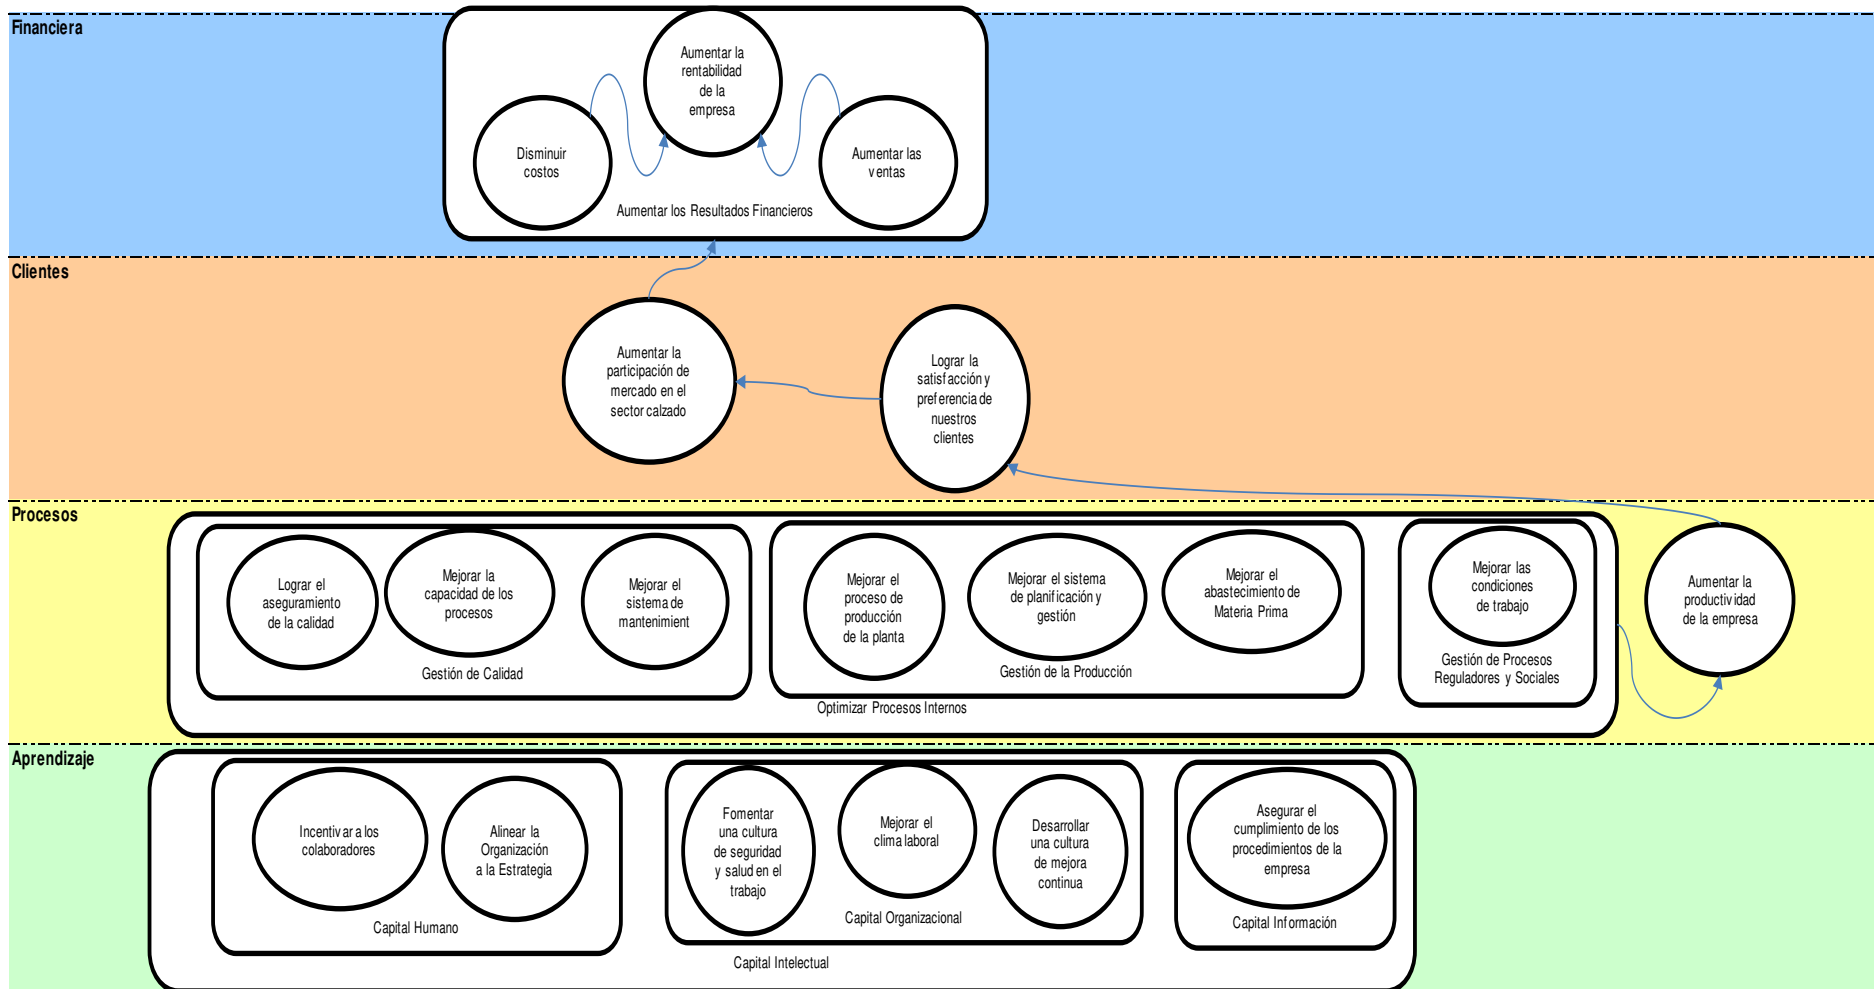 Financiera
Aumentar la
rentabilidad
de la
empresa
Disminuir
costos
Aumentar las
ventas
Aumentar los Resultados Financieros
Clientes
Aumentar la
participación de
mercado en el
sector calzado
Lograr la
satisfacción y
preferencia de
nuestros
clientes
Procesos
Lograr el
aseguramiento
de la calidad
Mejorar la
capacidad de los
procesos
Mejorar el
sistema de
mantenimient
Gestión de Calidad
Mejorar el
proceso de
producción
de la planta
Mejorar el sistema
de planificación y
gestión
Mejorar el
abastecimiento de
Materia Prima
Gestión de la Producción
Mejorar las
condiciones
de trabajo
Gestión de Procesos
Reguladores y Sociales
Optimizar Procesos Internos
Aumentar la
productividad
de la empresa
Aprendizaje
Incentivar a los
colaboradores
Alinear la
Organización
a la Estrategia
Capital Humano
Fomentar
una cultura
de seguridad
y salud en el
trabajo
Mejorar el
clima laboral
Desarrollar
una cultura
de mejora
continua
Capital Organizacional
Asegurar el
cumplimiento de los
procedimientos de la
empresa
Capital Información
Capital Intelectual